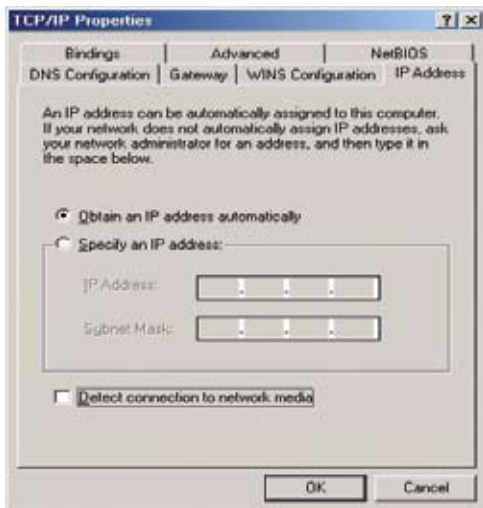 TCP/IP Properties
Bindings Advanced NetBIOS
DNS Configuration Gateway WINS Configuration IP Address
An IP address can be automatically assigned to this computer.
If your network does not automatically assign IP addresses, ask
your network administrator for an address, and then type it in
the space below.
Obtain an IP address automatically
Specify an IP address:
IP Address:
Subnet Mask:
Detect connection to network media
OK Cancel